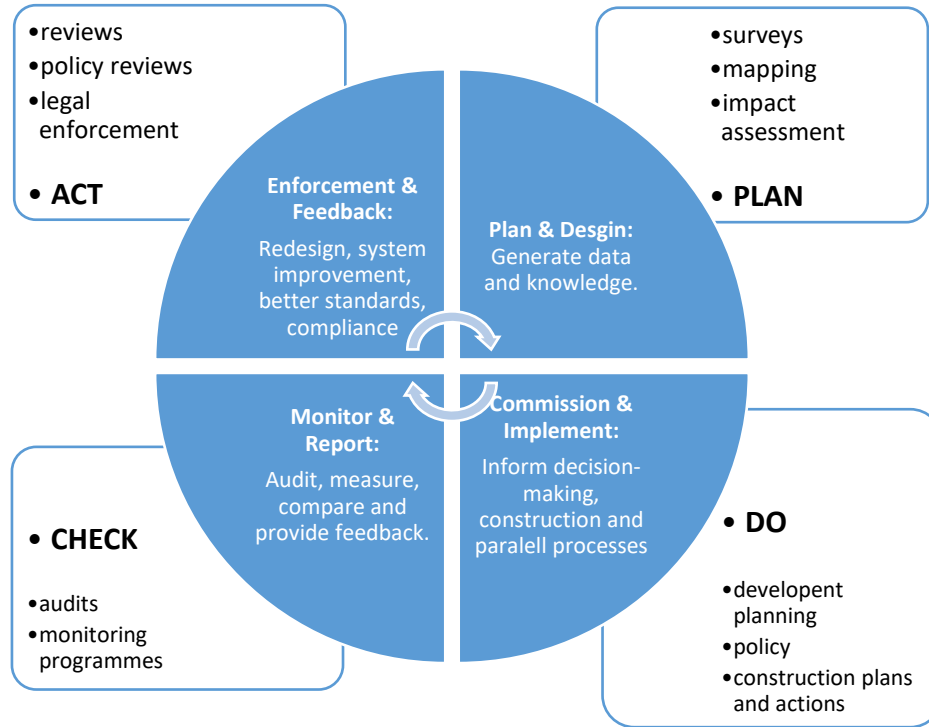 •reviews
•policy reviews
•legal
enforcement
• ACT
•surveys
•mapping
•impact
assessment
• PLAN
Enforcement &
Feedback:
Redesign, system
improvement,
better standards,
compliance
Plan & Desgin:
Generate data
and knowledge.
Monitor &
Report:
Audit, measure,
compare and
provide feedback.
Commission &
Implement:
Inform decision-
making,
construction and
paralell processes
• CHECK
•audits
•monitoring
programmes
• DO
•developent
planning
•policy
•construction plans
and actions